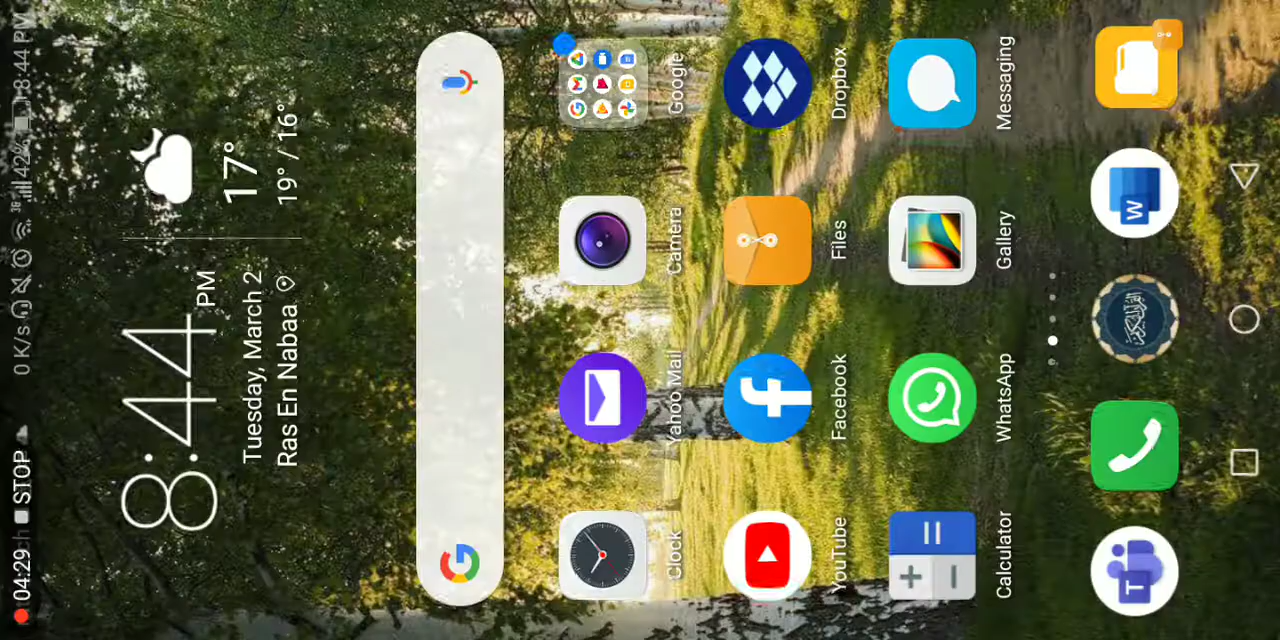 04:29 STOP 0 K/s 42% 8:44 PM
8:44 PM
Tuesday, March 2
Ras En Nabaa
17°
19° / 16°
Clock
Yahoo Mail
Camera
Google
YouTube
Facebook
Files
Dropbox
Calculator
WhatsApp
Gallery
Messaging
T
W